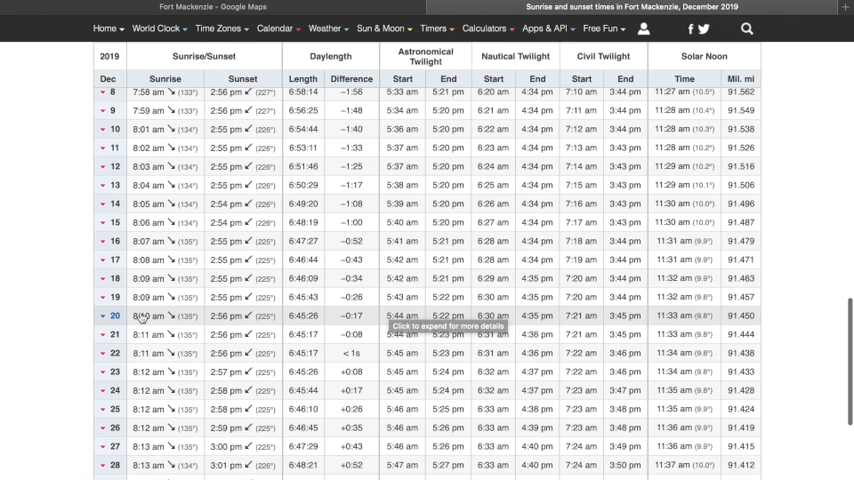 Fort Mackenzie - Google Maps Sunrise and sunset times in Fort Mackenzie, December 2019 +
Home World Clock Time Zones Calendar Weather Sun & Moon Timers Calculators Apps & API Free Fun
2019 Sunrise/Sunset Daylength Astronomical Twilight Nautical Twilight Civil Twilight Solar Noon
Dec Sunrise Sunset Length Difference Start End Start End Start End Time Mil. mi
8 7:58 am ↘ (133°) 2:56 pm ↙ (227°) 6:58:14 −1:56 5:33 am 5:21 pm 6:20 am 4:34 pm 7:10 am 3:44 pm 11:27 am (10.5°) 91.562
9 7:59 am ↘ (133°) 2:56 pm ↙ (227°) 6:56:25 −1:48 5:34 am 5:20 pm 6:21 am 4:34 pm 7:11 am 3:44 pm 11:28 am (10.4°) 91.549
10 8:01 am ↘ (134°) 2:55 pm ↙ (226°) 6:54:44 −1:40 5:36 am 5:20 pm 6:22 am 4:34 pm 7:12 am 3:44 pm 11:28 am (10.3°) 91.538
11 8:02 am ↘ (134°) 2:55 pm ↙ (226°) 6:53:11 −1:33 5:37 am 5:20 pm 6:23 am 4:34 pm 7:13 am 3:43 pm 11:28 am (10.2°) 91.526
12 8:03 am ↘ (134°) 2:55 pm ↙ (226°) 6:51:46 −1:25 5:37 am 5:20 pm 6:24 am 4:34 pm 7:14 am 3:43 pm 11:29 am (10.2°) 91.516
13 8:04 am ↘ (134°) 2:55 pm ↙ (226°) 6:50:29 −1:17 5:38 am 5:20 pm 6:25 am 4:34 pm 7:15 am 3:43 pm 11:29 am (10.1°) 91.506
14 8:05 am ↘ (134°) 2:54 pm ↙ (226°) 6:49:20 −1:08 5:39 am 5:20 pm 6:26 am 4:34 pm 7:16 am 3:43 pm 11:30 am (10.0°) 91.496
15 8:06 am ↘ (134°) 2:54 pm ↙ (226°) 6:48:19 −1:00 5:40 am 5:20 pm 6:27 am 4:34 pm 7:17 am 3:43 pm 11:30 am (10.0°) 91.487
16 8:07 am ↘ (135°) 2:55 pm ↙ (225°) 6:47:27 −0:52 5:41 am 5:21 pm 6:28 am 4:34 pm 7:18 am 3:44 pm 11:31 am (9.9°) 91.479
17 8:08 am ↘ (135°) 2:55 pm ↙ (225°) 6:46:44 −0:43 5:42 am 5:21 pm 6:28 am 4:34 pm 7:19 am 3:44 pm 11:31 am (9.9°) 91.471
18 8:09 am ↘ (135°) 2:55 pm ↙ (225°) 6:46:09 −0:34 5:42 am 5:21 pm 6:29 am 4:35 pm 7:20 am 3:44 pm 11:32 am (9.9°) 91.463
19 8:09 am ↘ (135°) 2:55 pm ↙ (225°) 6:45:43 −0:26 5:43 am 5:22 pm 6:30 am 4:35 pm 7:20 am 3:44 pm 11:32 am (9.8°) 91.457
20 am ↘ (135°) 2:56 pm ↙ (225°) 6:45:26 −0:17 5:44 am 5:22 pm 6:30 am 4:35 pm 7:21 am 3:45 pm 11:33 am (9.8°) 91.450
Click to expand for more details
21 8:11 am ↘ (135°) 2:56 pm ↙ (225°) 6:45:17 −0:08 5:44 am 5:23 pm 6:31 am 4:36 pm 7:21 am 3:45 pm 11:33 am (9.8°) 91.444
22 8:11 am ↘ (135°) 2:56 pm ↙ (225°) 6:45:17 < 1s 5:45 am 5:23 pm 6:31 am 4:36 pm 7:22 am 3:46 pm 11:34 am (9.8°) 91.438
23 8:12 am ↘ (135°) 2:57 pm ↙ (225°) 6:45:26 +0:08 5:45 am 5:24 pm 6:32 am 4:37 pm 7:22 am 3:46 pm 11:34 am (9.8°) 91.433
24 8:12 am ↘ (135°) 2:58 pm ↙ (225°) 6:45:44 +0:17 5:45 am 5:24 pm 6:32 am 4:37 pm 7:23 am 3:47 pm 11:35 am (9.8°) 91.428
25 8:12 am ↘ (135°) 2:58 pm ↙ (225°) 6:46:10 +0:26 5:46 am 5:25 pm 6:33 am 4:38 pm 7:23 am 3:48 pm 11:35 am (9.8°) 91.424
26 8:12 am ↘ (135°) 2:59 pm ↙ (225°) 6:46:45 +0:35 5:46 am 5:26 pm 6:33 am 4:39 pm 7:23 am 3:48 pm 11:36 am (9.9°) 91.419
27 8:13 am ↘ (135°) 3:00 pm ↙ (225°) 6:47:29 +0:43 5:46 am 5:26 pm 6:33 am 4:40 pm 7:24 am 3:49 pm 11:36 am (9.9°) 91.415
28 8:13 am ↘ (134°) 3:01 pm ↙ (226°) 6:48:21 +0:52 5:47 am 5:27 pm 6:33 am 4:40 pm 7:24 am 3:50 pm 11:37 am (10.0°) 91.412